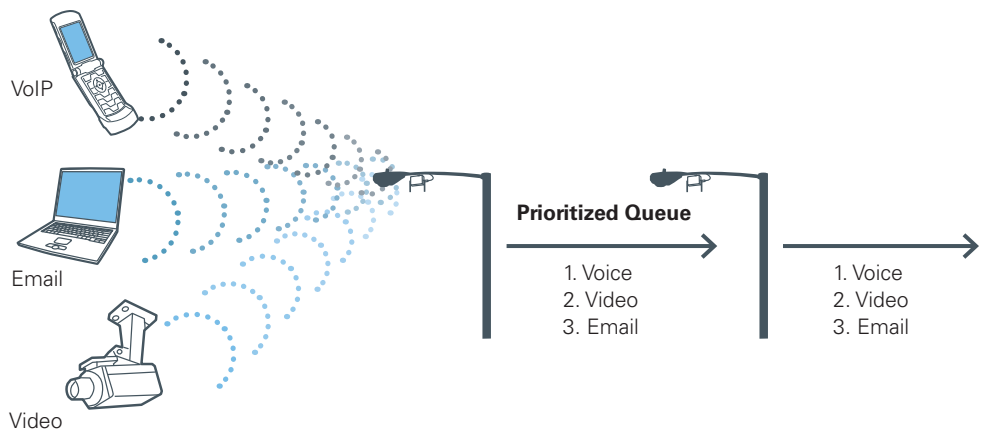 VoIP
Email
Video
Prioritized Queue
1. Voice
2. Video
3. Email
1. Voice
2. Video
3. Email